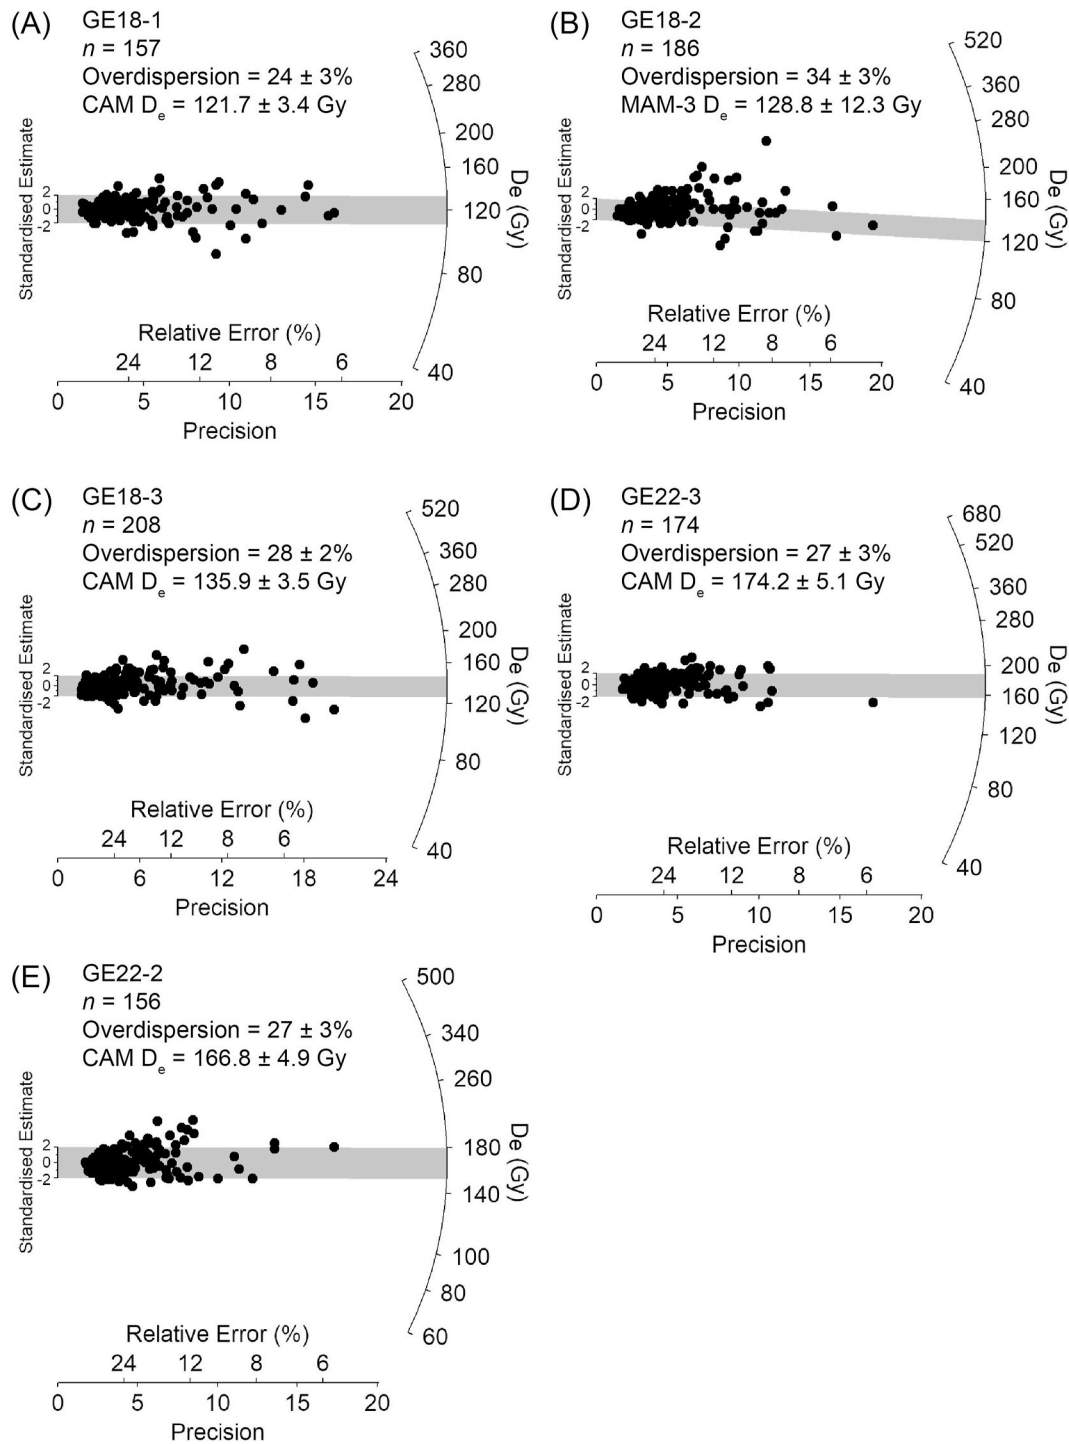 (A)
GE18-1
n = 157
Overdispersion = 24 ± 3%
CAM De = 121.7 ± 3.4 Gy
Standardised Estimate
2
0
-2
360
280
200
160
120
80
40
De (Gy)
Relative Error (%)
24 12 8 6
0 5 10 15 20
Precision
(B)
GE18-2
n = 186
Overdispersion = 34 ± 3%
MAM-3 De = 128.8 ± 12.3 Gy
Standardised Estimate
2
0
-2
520
360
280
200
160
120
80
40
De (Gy)
Relative Error (%)
24 12 8 6
0 5 10 15 20
Precision
(C)
GE18-3
n = 208
Overdispersion = 28 ± 2%
CAM De = 135.9 ± 3.5 Gy
Standardised Estimate
2
0
-2
520
360
280
200
160
120
80
40
De (Gy)
Relative Error (%)
24 12 8 6
0 6 12 18 24
Precision
(D)
GE22-3
n = 174
Overdispersion = 27 ± 3%
CAM De = 174.2 ± 5.1 Gy
Standardised Estimate
2
0
-2
680
520
360
280
200
160
120
80
40
De (Gy)
Relative Error (%)
24 12 8 6
0 5 10 15 20
Precision
(E)
GE22-2
n = 156
Overdispersion = 27 ± 3%
CAM De = 166.8 ± 4.9 Gy
Standardised Estimate
2
0
-2
500
340
260
180
140
100
80
60
De (Gy)
Relative Error (%)
24 12 8 6
0 5 10 15 20
Precision